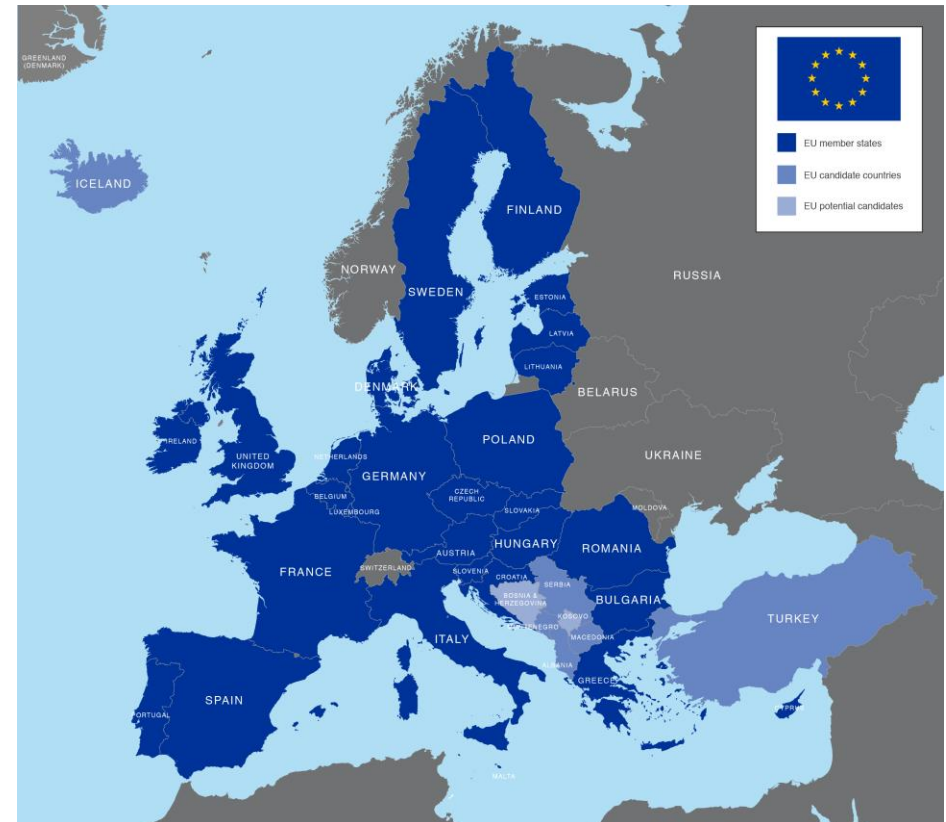 GREENLAND
(DENMARK)
EU member states
EU candidate countries
EU potential candidates
ICELAND
FINLAND
NORWAY
SWEDEN
RUSSIA
ESTONIA
LATVIA
LITHUANIA
DENMARK
BELARUS
IRELAND
UNITED
KINGDOM
NETHERLANDS
POLAND
UKRAINE
GERMANY
BELGIUM
LUXEMBOURG
CZECH
REPUBLIC
SLOVAKIA
MOLDOVA
FRANCE
SWITZERLAND
AUSTRIA
HUNGARY
ROMANIA
SLOVENIA
CROATIA
SERBIA
BOSNIA &
HERZEGOVINA
BULGARIA
KOSOVO
ITALY
MACEDONIA
ALBANIA
TURKEY
PORTUGAL
SPAIN
GREECE
CYPRUS
MALTA